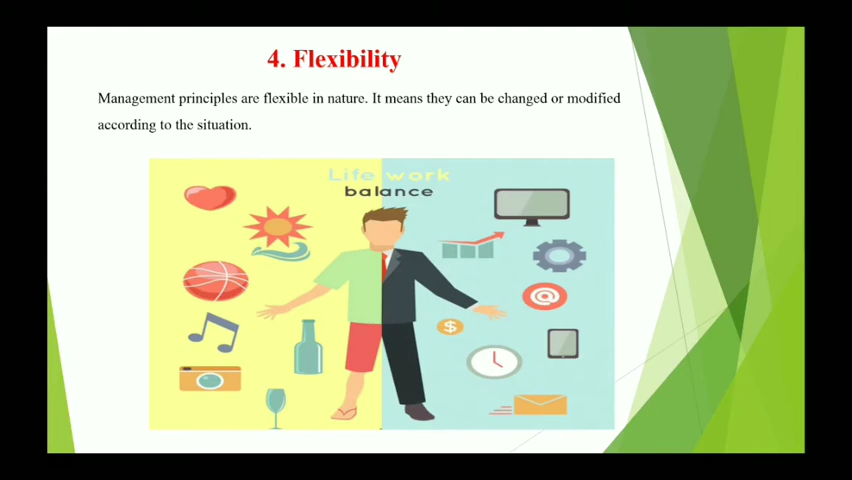 4. Flexibility
Management principles are flexible in nature. It means they can be changed or modified
according to the situation.
Life work
balance
@
$